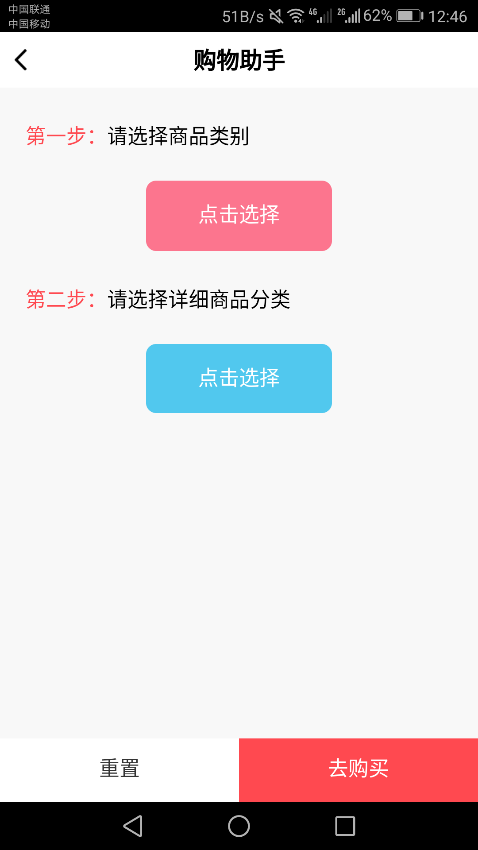 中国联通
中国移动
51B/s 4G 2G 62% 12:46
购物助手
第一步：请选择商品类别
点击选择
第二步：请选择详细商品分类
点击选择
重置
去购买